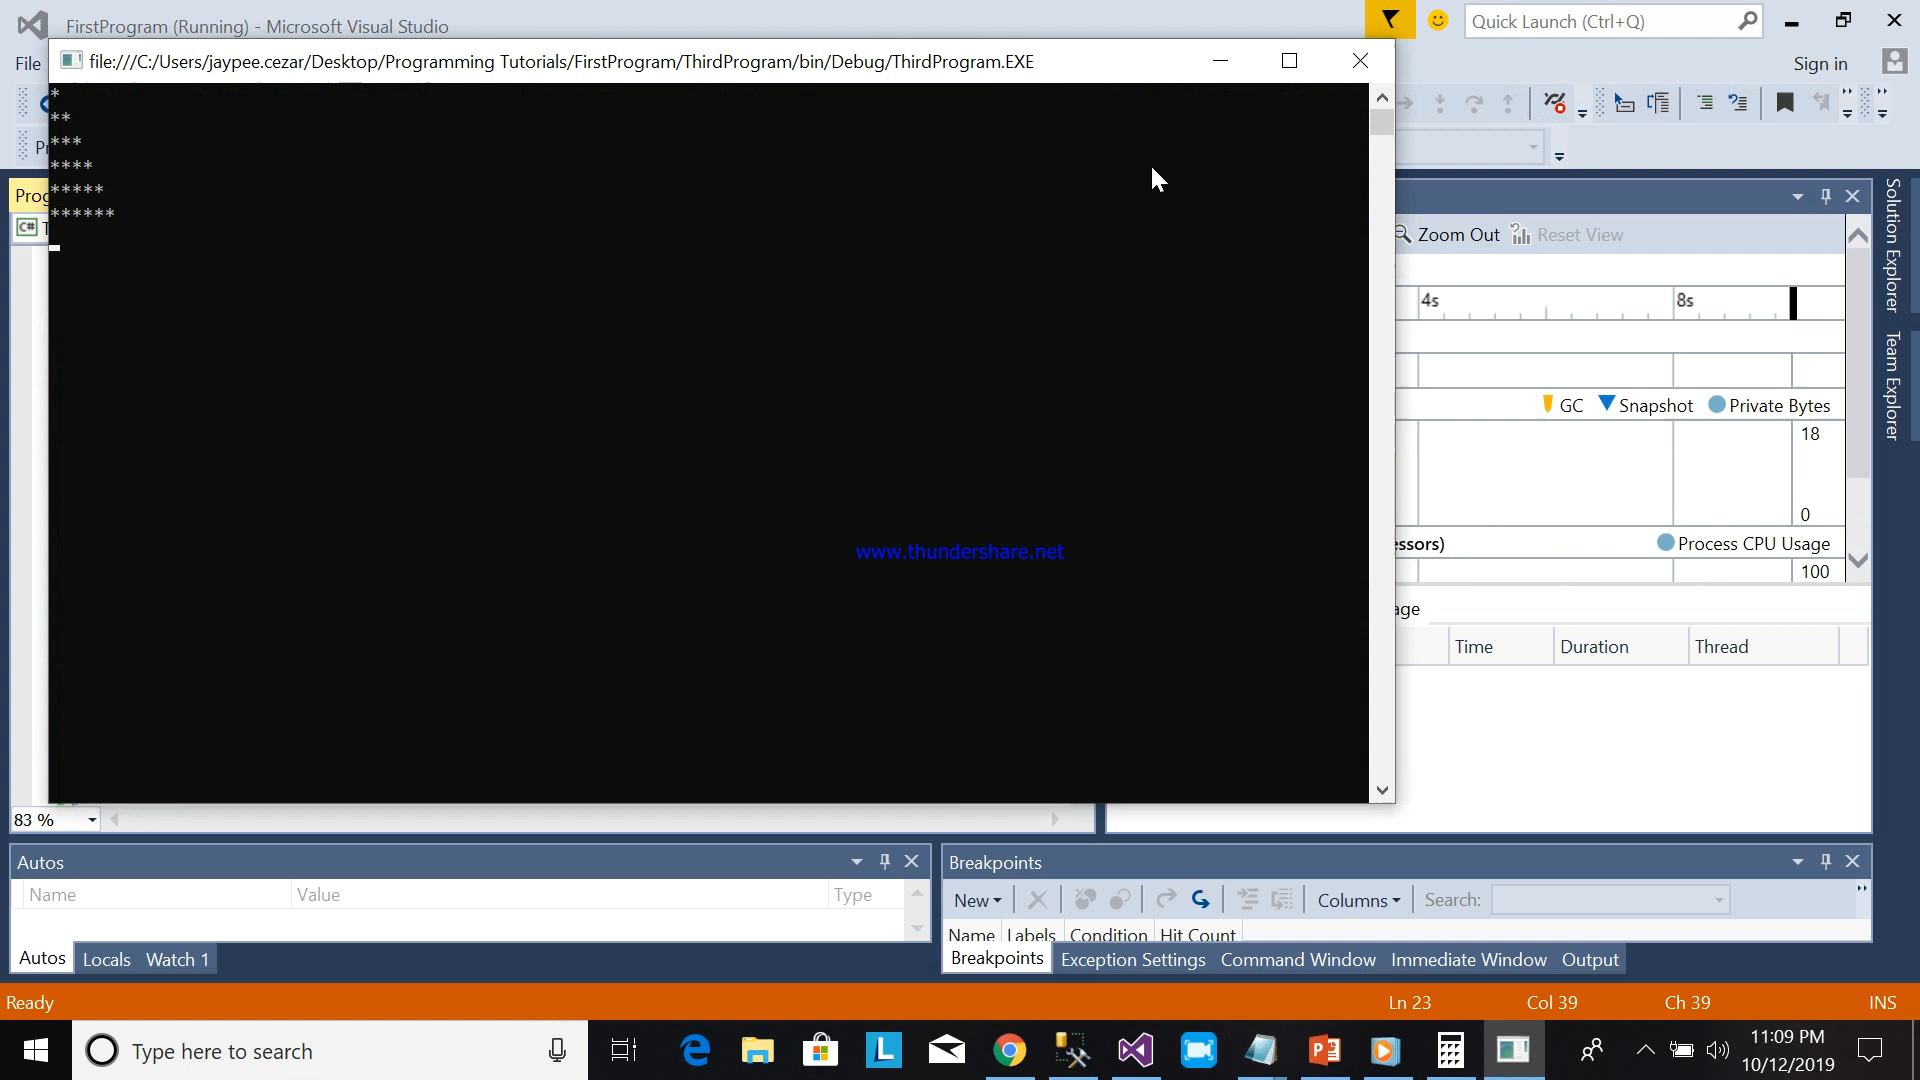 FirstProgram (Running) - Microsoft Visual Studio
Quick Launch (Ctrl+Q)
File
file:///C:/Users/jaypee.cezar/Desktop/Programming Tutorials/FirstProgram/ThirdProgram/bin/Debug/ThirdProgram.EXE
Sign in
*
**
***
****
*****
******
Solution Explorer
Team Explorer
Zoom Out
Reset View
4s
8s
GC
Snapshot
Private Bytes
18
0
www.thundershare.net
Process CPU Usage
100
Time
Duration
Thread
83 %
Autos
Name
Value
Type
Autos
Locals
Watch 1
Breakpoints
New
Columns
Search:
Name
Labels
Condition
Hit Count
Breakpoints
Exception Settings
Command Window
Immediate Window
Output
Ready
Ln 23
Col 39
Ch 39
INS
Type here to search
11:09 PM
10/12/2019